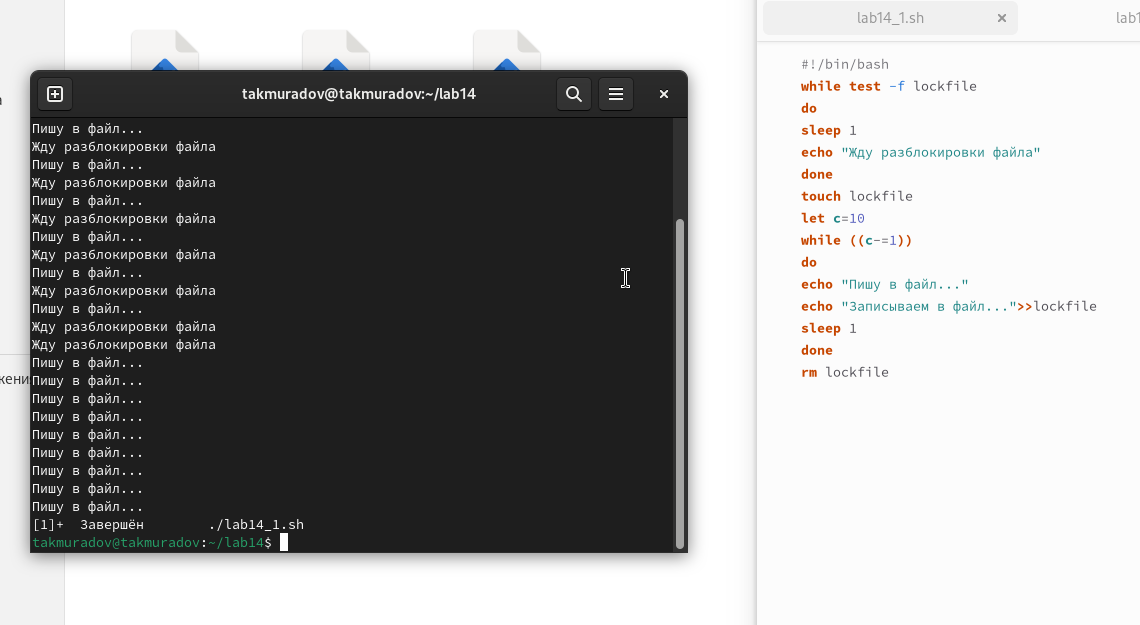 takmuradov@takmuradov:~/lab14
Пишу в файл...
Жду разблокировки файла
Пишу в файл...
Жду разблокировки файла
Пишу в файл...
Жду разблокировки файла
Пишу в файл...
Жду разблокировки файла
Пишу в файл...
Жду разблокировки файла
Пишу в файл...
Жду разблокировки файла
Жду разблокировки файла
Пишу в файл...
Пишу в файл...
Пишу в файл...
Пишу в файл...
Пишу в файл...
Пишу в файл...
Пишу в файл...
Пишу в файл...
Пишу в файл...
[1]+  Завершён        ./lab14_1.sh
takmuradov@takmuradov:~/lab14$
lab14_1.sh
#!/bin/bash
while test -f lockfile
do
sleep 1
echo "Жду разблокировки файла"
done
touch lockfile
let c=10
while ((c-=1))
do
echo "Пишу в файл..."
echo "Записываем в файл...">>lockfile
sleep 1
done
rm lockfile